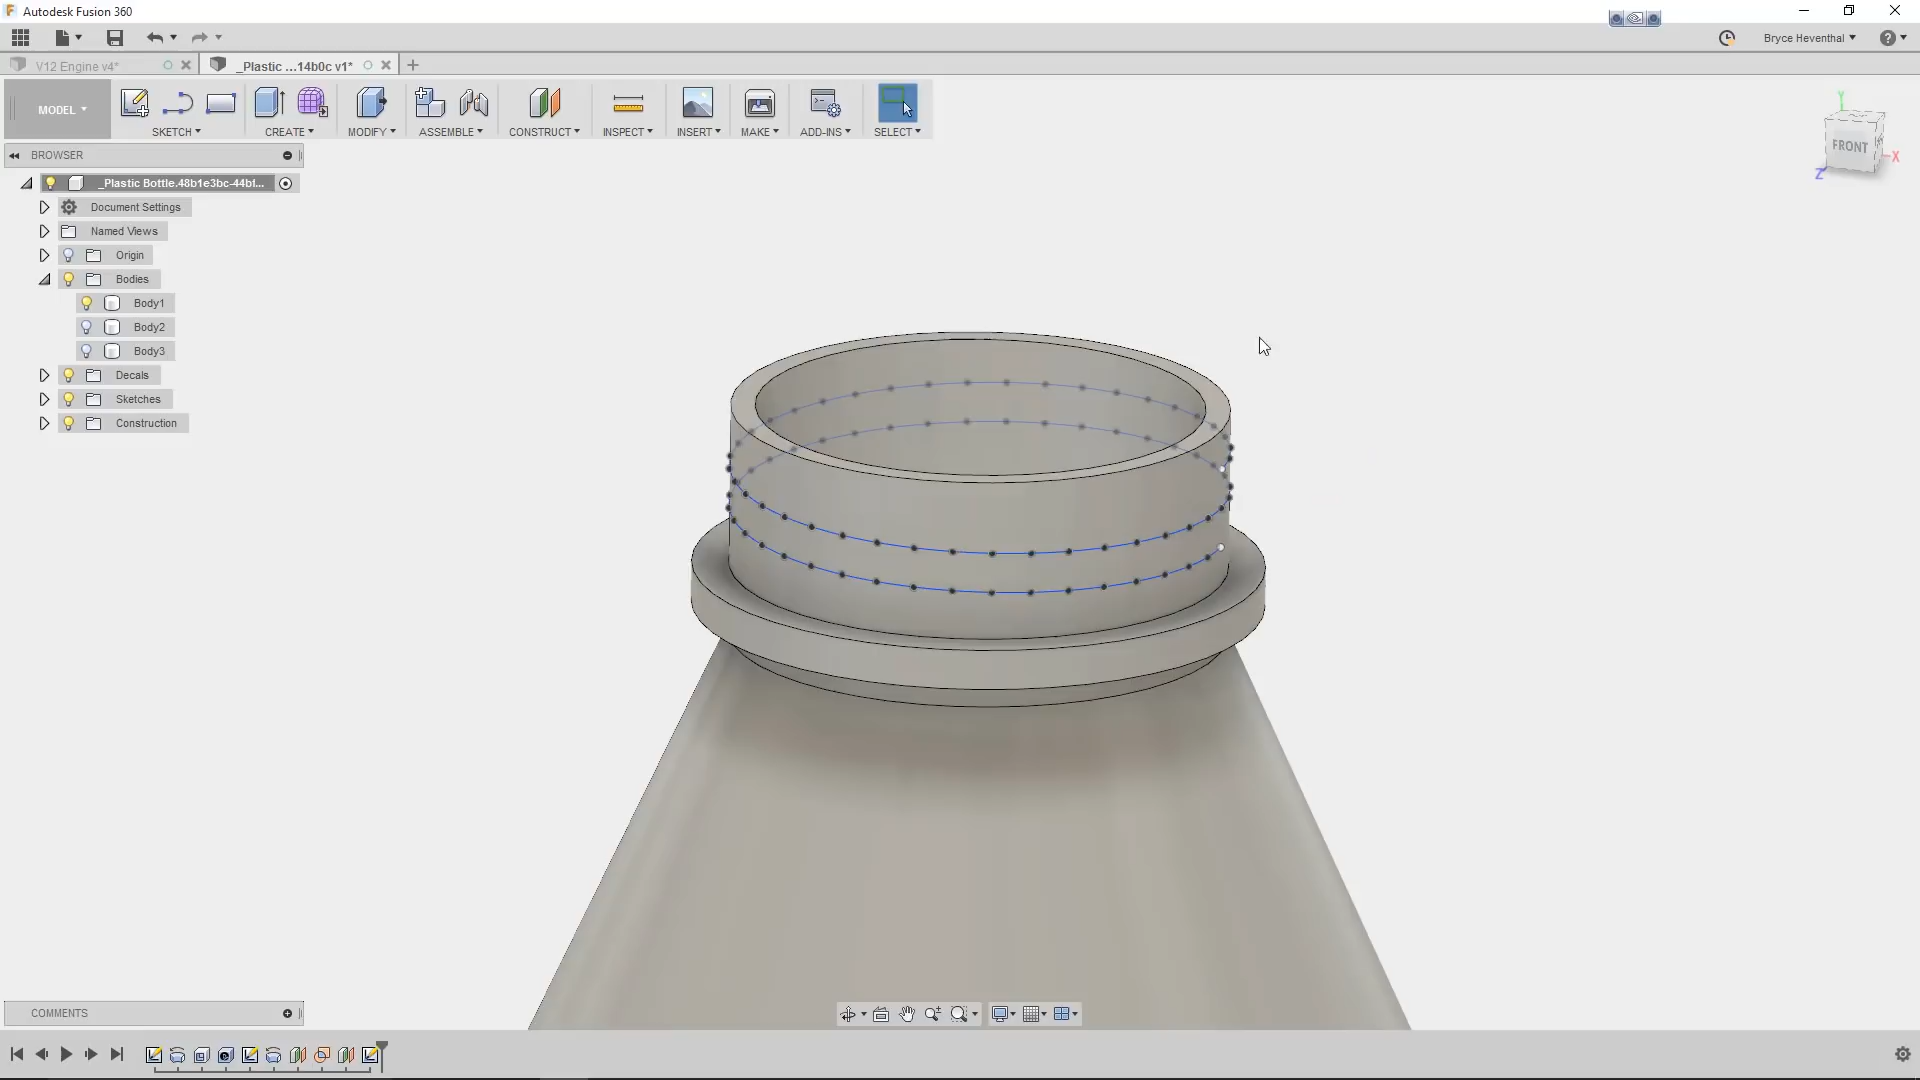 Autodesk Fusion 360
Bryce Heventhal
V12 Engine v4*
_Plastic ...14b0c v1*
MODEL
SKETCH
CREATE
MODIFY
ASSEMBLE
CONSTRUCT
INSPECT
INSERT
MAKE
ADD-INS
SELECT
BROWSER
_Plastic Bottle.48b1e3bc-44bf...
Document Settings
Named Views
Origin
Bodies
Body1
Body2
Body3
Decals
Sketches
Construction
Y
FRONT
X
Z
COMMENTS